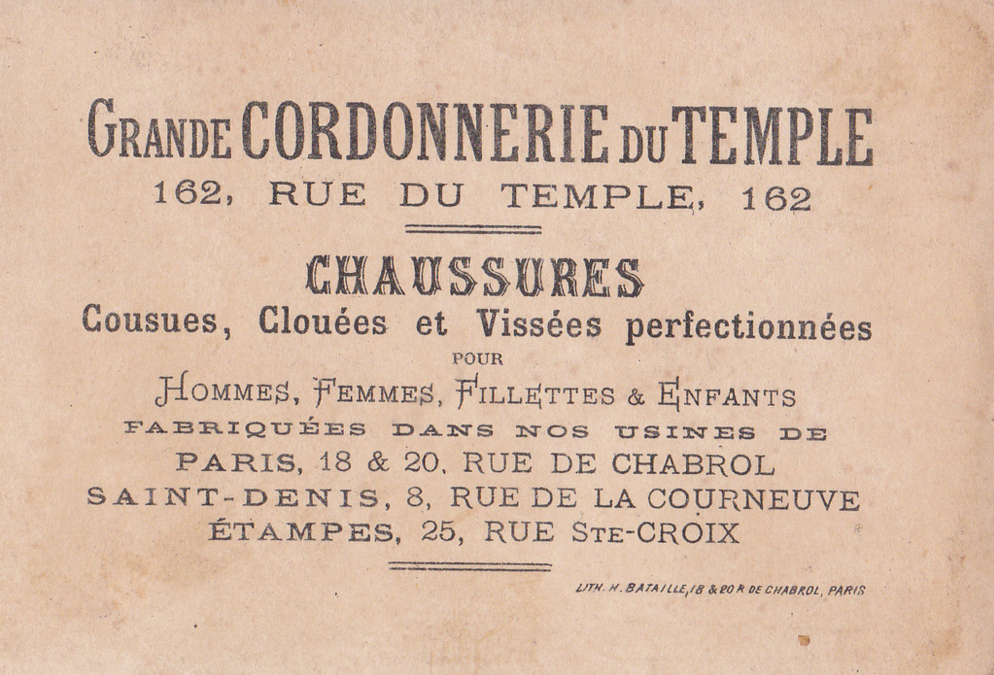 GRANDE CORDONNERIE DU TEMPLE
162, RUE DU TEMPLE, 162
CHAUSSURES
Cousues, Clouées et Vissées perfectionnées
POUR
HOMMES, FEMMES, FILLETTES & ENFANTS
FABRIQUÉES DANS NOS USINES DE
PARIS, 18 & 20, RUE DE CHABROL
SAINT-DENIS, 8, RUE DE LA COURNEUVE
ÉTAMPES, 25, RUE STE-CROIX
LITH. H. BATAILLE, 18 & 20 R DE CHABROL, PARIS